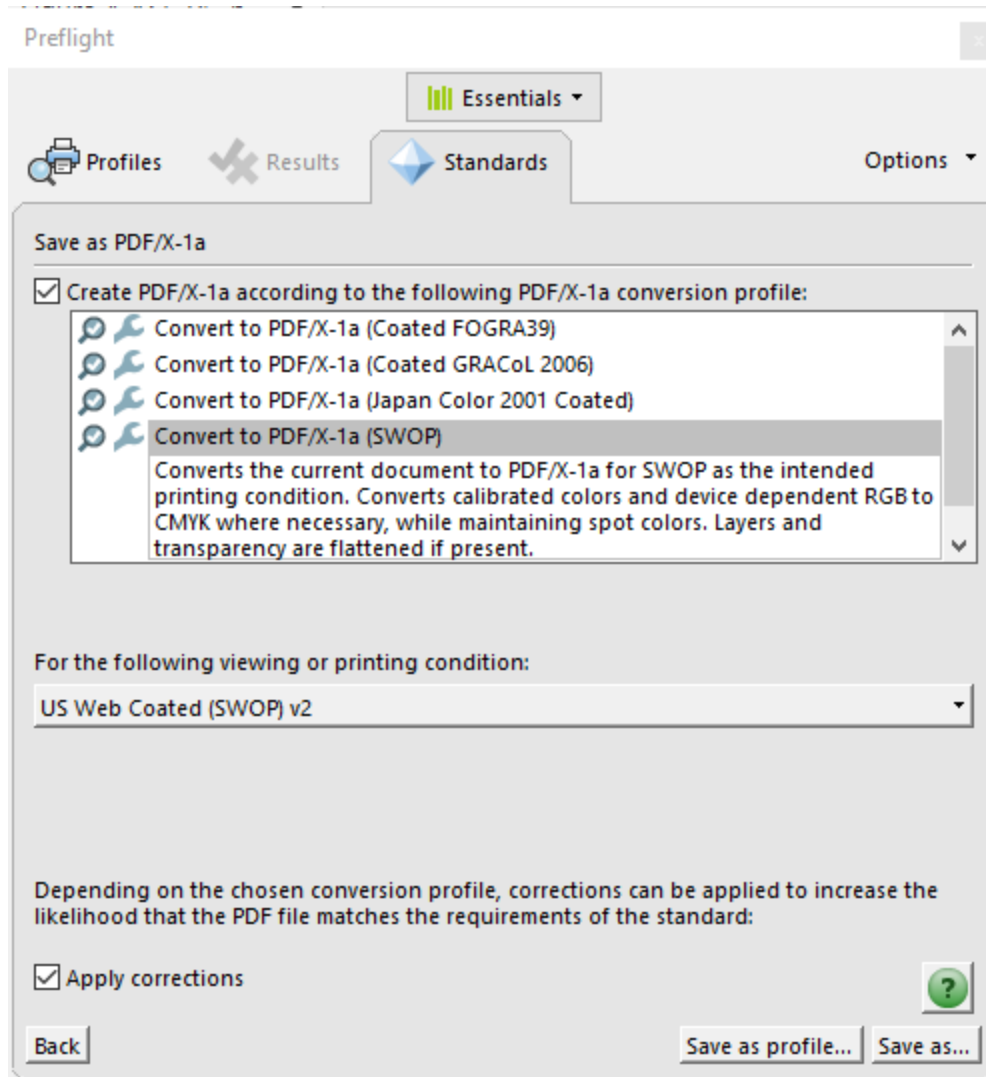 Preflight
x
Essentials
Profiles
Results
Standards
Options
Save as PDF/X-1a
Create PDF/X-1a according to the following PDF/X-1a conversion profile:
Convert to PDF/X-1a (Coated FOGRA39)
Convert to PDF/X-1a (Coated GRACoL 2006)
Convert to PDF/X-1a (Japan Color 2001 Coated)
Convert to PDF/X-1a (SWOP)
Converts the current document to PDF/X-1a for SWOP as the intended
printing condition. Converts calibrated colors and device dependent RGB to
CMYK where necessary, while maintaining spot colors. Layers and
transparency are flattened if present.
For the following viewing or printing condition:
US Web Coated (SWOP) v2
Depending on the chosen conversion profile, corrections can be applied to increase the
likelihood that the PDF file matches the requirements of the standard:
Apply corrections
?
Back
Save as profile...
Save as...